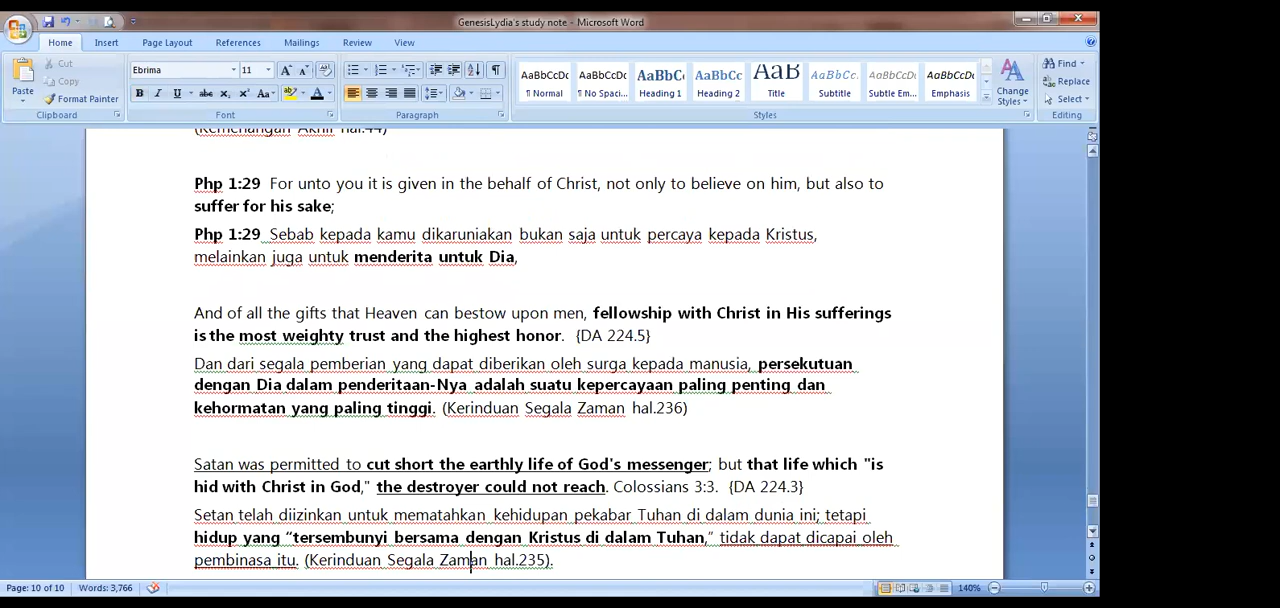 GenesisLydia's study note - Microsoft Word
Home Insert Page Layout References Mailings Review View
Paste
Cut
Copy
Format Painter
Clipboard
Ebrima 11
Font
Paragraph
AaBbCcDc AaBbCcDc AaBbC AaBbCc AaB AaBbCc. AaBbCcDc AaBbCcDc
¶ Normal ¶ No Spaci... Heading 1 Heading 2 Title Subtitle Subtle Em... Emphasis
Change Styles
Styles
Find
Replace
Select
Editing
(Kemenangan Akhir hal.44)
Php 1:29 For unto you it is given in the behalf of Christ, not only to believe on him, but also to
suffer for his sake;
Php 1:29 Sebab kepada kamu dikaruniakan bukan saja untuk percaya kepada Kristus,
melainkan juga untuk menderita untuk Dia,
And of all the gifts that Heaven can bestow upon men, fellowship with Christ in His sufferings
is the most weighty trust and the highest honor. {DA 224.5}
Dan dari segala pemberian yang dapat diberikan oleh surga kepada manusia, persekutuan
dengan Dia dalam penderitaan-Nya adalah suatu kepercayaan paling penting dan
kehormatan yang paling tinggi. (Kerinduan Segala Zaman hal.236)
Satan was permitted to cut short the earthly life of God's messenger; but that life which "is
hid with Christ in God," the destroyer could not reach. Colossians 3:3. {DA 224.3}
Setan telah diizinkan untuk mematahkan kehidupan pekabar Tuhan di dalam dunia ini; tetapi
hidup yang “tersembunyi bersama dengan Kristus di dalam Tuhan,” tidak dapat dicapai oleh
pembinasa itu. (Kerinduan Segala Zaman hal.235).
Page: 10 of 10 Words: 3,766 140%